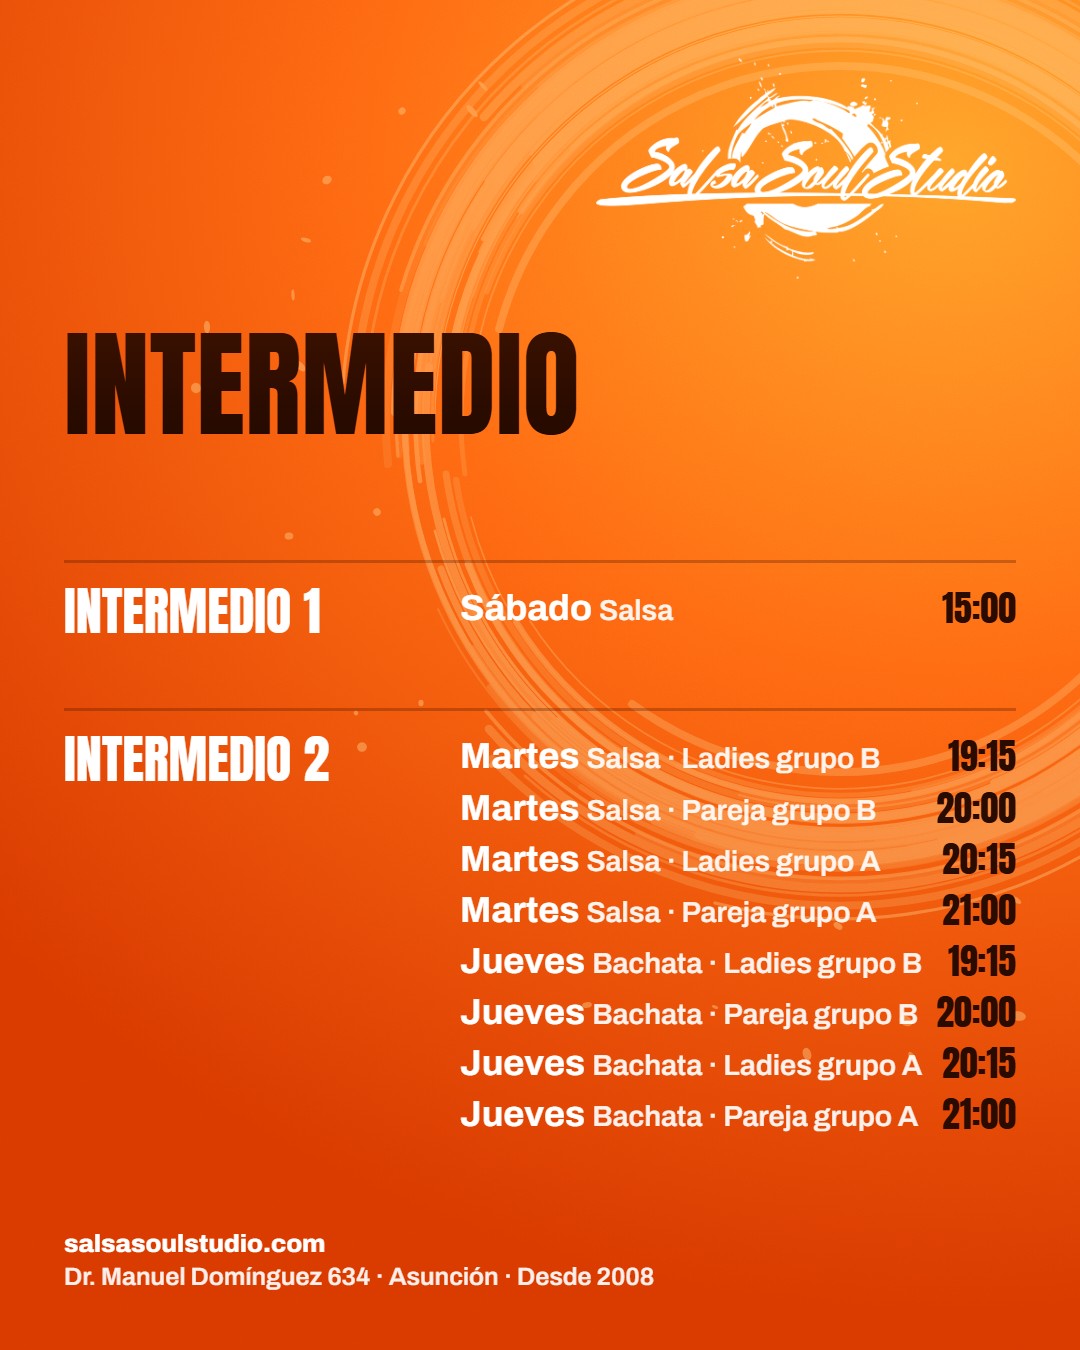 Salsa Soul Studio
INTERMEDIO
INTERMEDIO 1 Sábado Salsa 15:00
INTERMEDIO 2 Martes Salsa · Ladies grupo B 19:15
Martes Salsa · Pareja grupo B 20:00
Martes Salsa · Ladies grupo A 20:15
Martes Salsa · Pareja grupo A 21:00
Jueves Bachata · Ladies grupo B 19:15
Jueves Bachata · Pareja grupo B 20:00
Jueves Bachata · Ladies grupo A 20:15
Jueves Bachata · Pareja grupo A 21:00
salsasoulstudio.com
Dr. Manuel Domínguez 634 · Asunción · Desde 2008